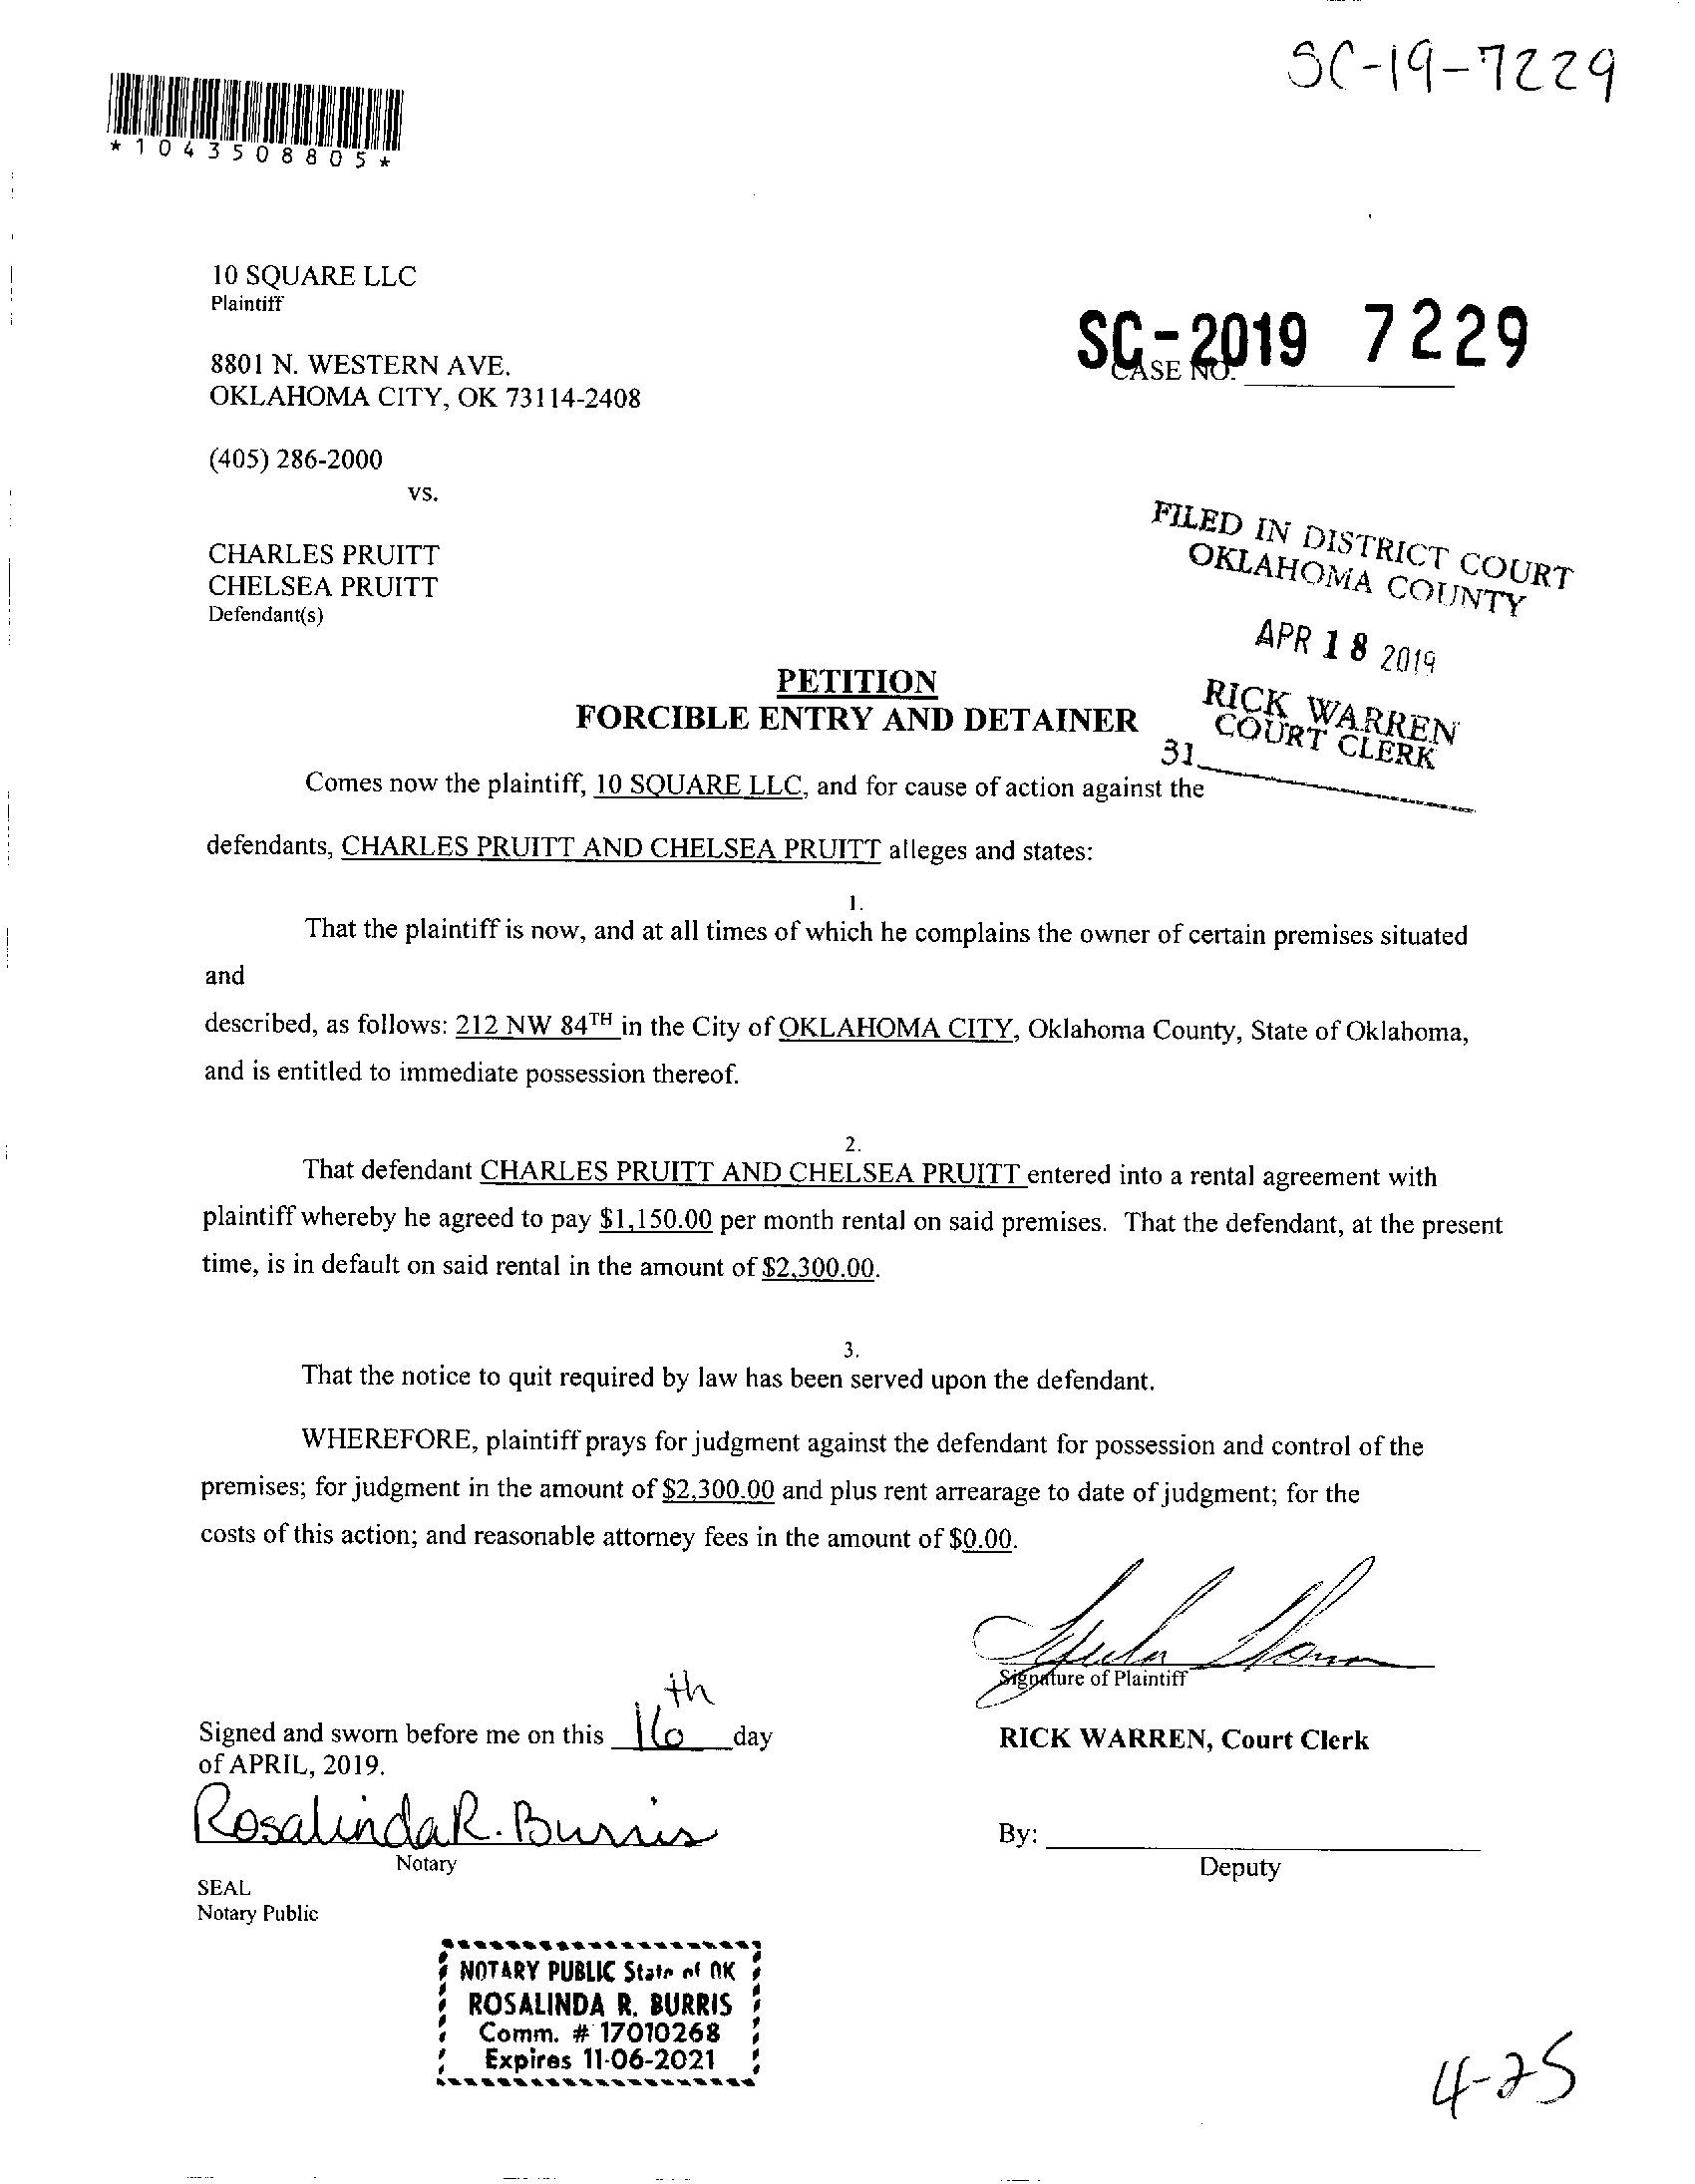 SC-19-7229
*1043508805*
10 SQUARE LLC
Plaintiff
8801 N. WESTERN AVE.
OKLAHOMA CITY, OK 73114-2408
SC-2019 7229
CASE NO.
(405) 286-2000
vs.
CHARLES PRUITT
CHELSEA PRUITT
Defendant(s)
FILED IN DISTRICT COURT
OKLAHOMA COUNTY
APR 18 2019
RICK WARREN
COURT CLERK
31
PETITION
FORCIBLE ENTRY AND DETAINER
Comes now the plaintiff, 10 SQUARE LLC, and for cause of action against the
defendants, CHARLES PRUITT AND CHELSEA PRUITT alleges and states:
1.
That the plaintiff is now, and at all times of which he complains the owner of certain premises situated
and
described, as follows: 212 NW 84TH in the City of OKLAHOMA CITY, Oklahoma County, State of Oklahoma,
and is entitled to immediate possession thereof.
2.
That defendant CHARLES PRUITT AND CHELSEA PRUITT entered into a rental agreement with
plaintiff whereby he agreed to pay $1,150.00 per month rental on said premises. That the defendant, at the present
time, is in default on said rental in the amount of $2,300.00.
3.
That the notice to quit required by law has been served upon the defendant.
WHEREFORE, plaintiff prays for judgment against the defendant for possession and control of the
premises; for judgment in the amount of $2,300.00 and plus rent arrearage to date of judgment; for the
costs of this action; and reasonable attorney fees in the amount of $0.00.
Signature of Plaintiff
Signed and sworn before me on this 16th day
of APRIL, 2019.
RICK WARREN, Court Clerk
Rosalinda R. Burris
Notary
By:
Deputy
SEAL
Notary Public
NOTARY PUBLIC State of OK
ROSALINDA R. BURRIS
Comm. # 17010268
Expires 11-06-2021
4-25